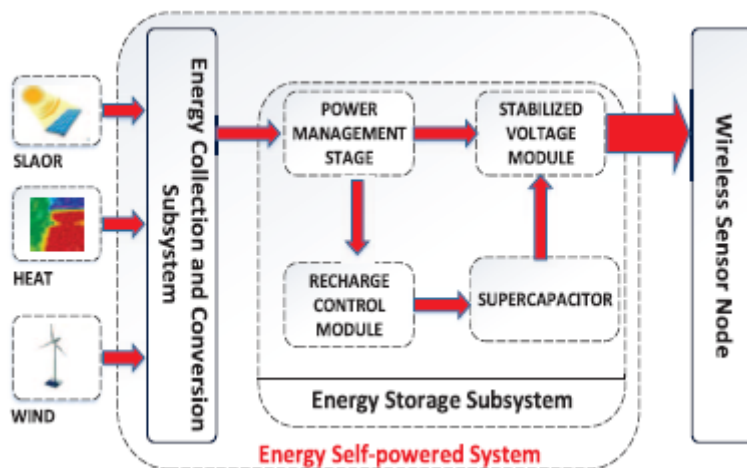 SLAOR
HEAT
WIND
Energy Collection and Conversion
Subsystem
POWER
MANAGEMENT
STAGE
STABILIZED
VOLTAGE
MODULE
RECHARGE
CONTROL
MODULE
SUPERCAPACITOR
Energy Storage Subsystem
Energy Self-powered System
Wireless Sensor Node